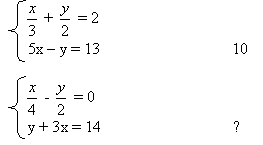 x/3 + y/2 = 2
5x – y = 13 10
x/4 - y/2 = 0
y + 3x = 14 ?